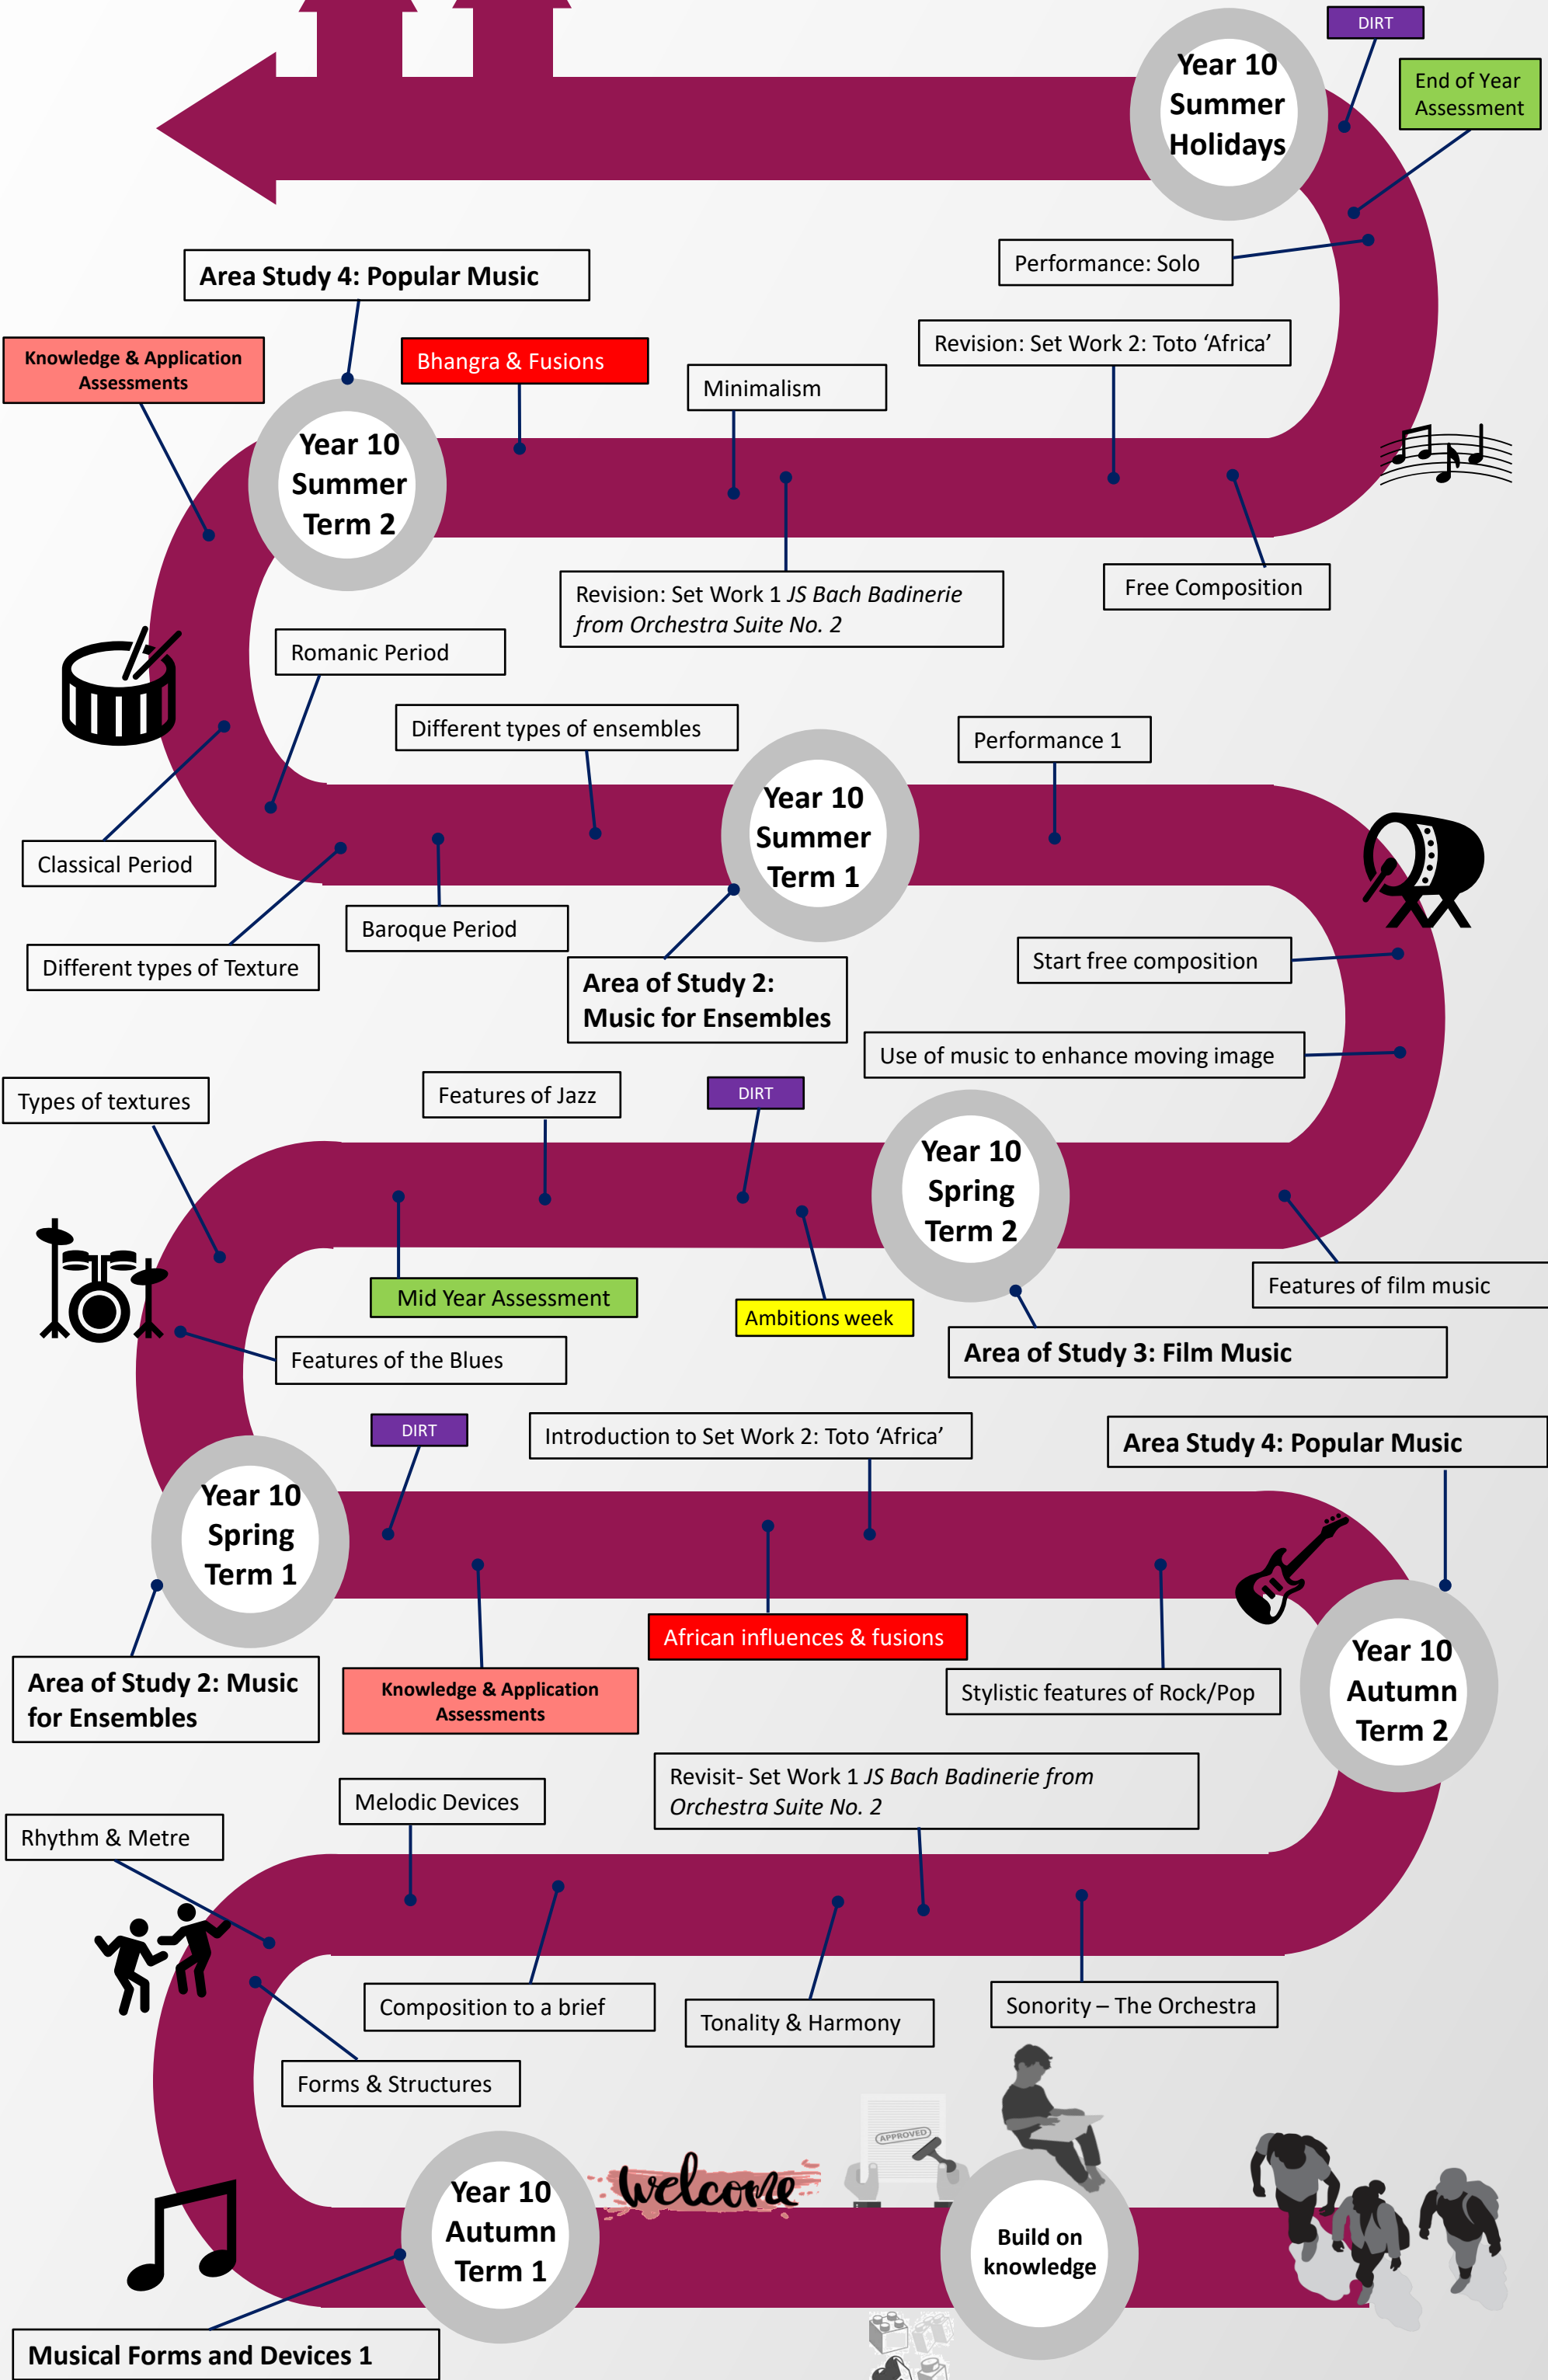 DIRT
Year 10
Summer
Holidays
End of Year
Assessment
Performance: Solo
Area Study 4: Popular Music
Revision: Set Work 2: Toto ‘Africa’
Knowledge & Application
Assessments
Bhangra & Fusions
Minimalism
Year 10
Summer
Term 2
Revision: Set Work 1 JS Bach Badinerie
from Orchestra Suite No. 2
Free Composition
Romanic Period
Different types of ensembles
Performance 1
Year 10
Summer
Term 1
Classical Period
Baroque Period
Different types of Texture
Area of Study 2:
Music for Ensembles
Start free composition
Use of music to enhance moving image
Types of textures
Features of Jazz
DIRT
Year 10
Spring
Term 2
Mid Year Assessment
Ambitions week
Features of film music
Features of the Blues
Area of Study 3: Film Music
DIRT
Introduction to Set Work 2: Toto ‘Africa’
Area Study 4: Popular Music
Year 10
Spring
Term 1
African influences & fusions
Area of Study 2: Music
for Ensembles
Knowledge & Application
Assessments
Stylistic features of Rock/Pop
Year 10
Autumn
Term 2
Revisit- Set Work 1 JS Bach Badinerie from
Orchestra Suite No. 2
Melodic Devices
Rhythm & Metre
Composition to a brief
Tonality & Harmony
Sonority – The Orchestra
Forms & Structures
APPROVED
welcome
Year 10
Autumn
Term 1
Build on
knowledge
Musical Forms and Devices 1